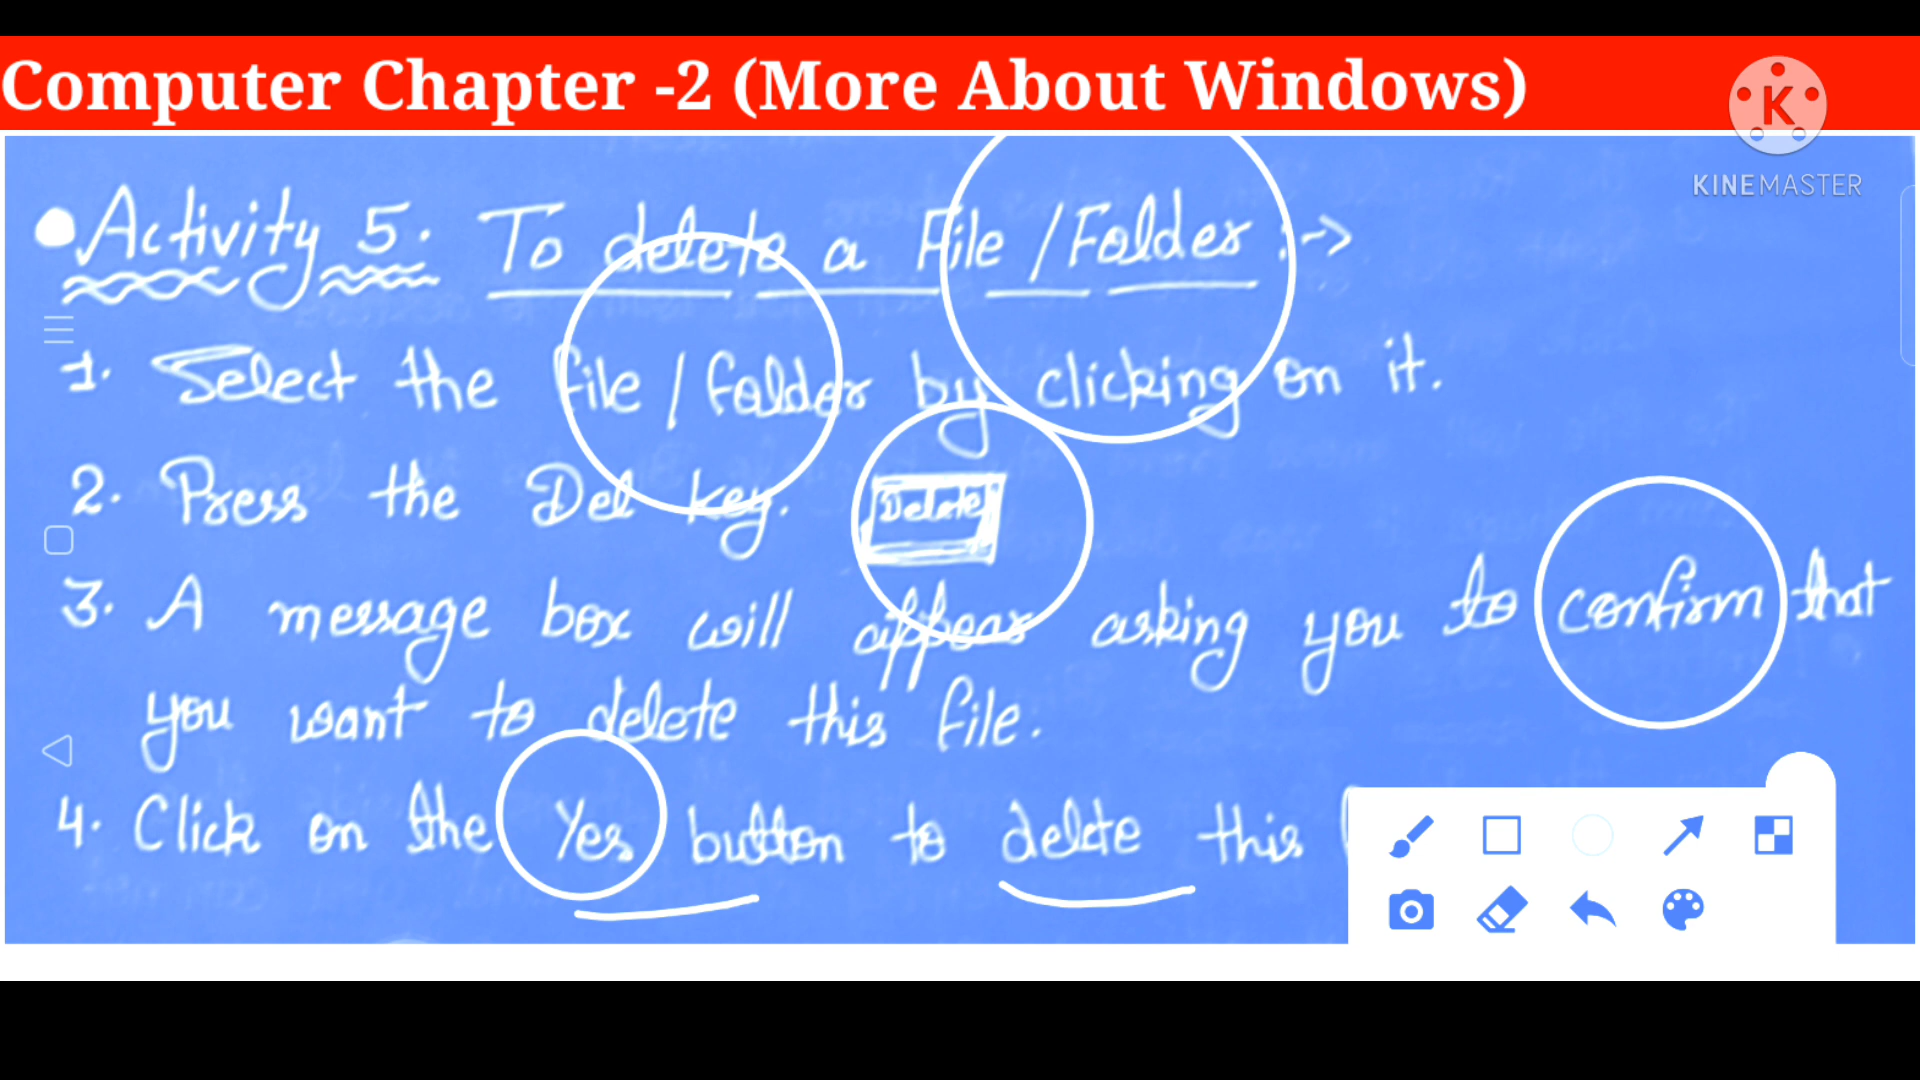 Computer Chapter -2 (More About Windows)
K
KINEMASTER
Activity 5. To delete a File / Folder :->
1. Select the file / folder by clicking on it.
2. Press the Del key. Delete
3. A message box will appear asking you to confirm that
you want to delete this file.
4. Click on the Yes button to delete this